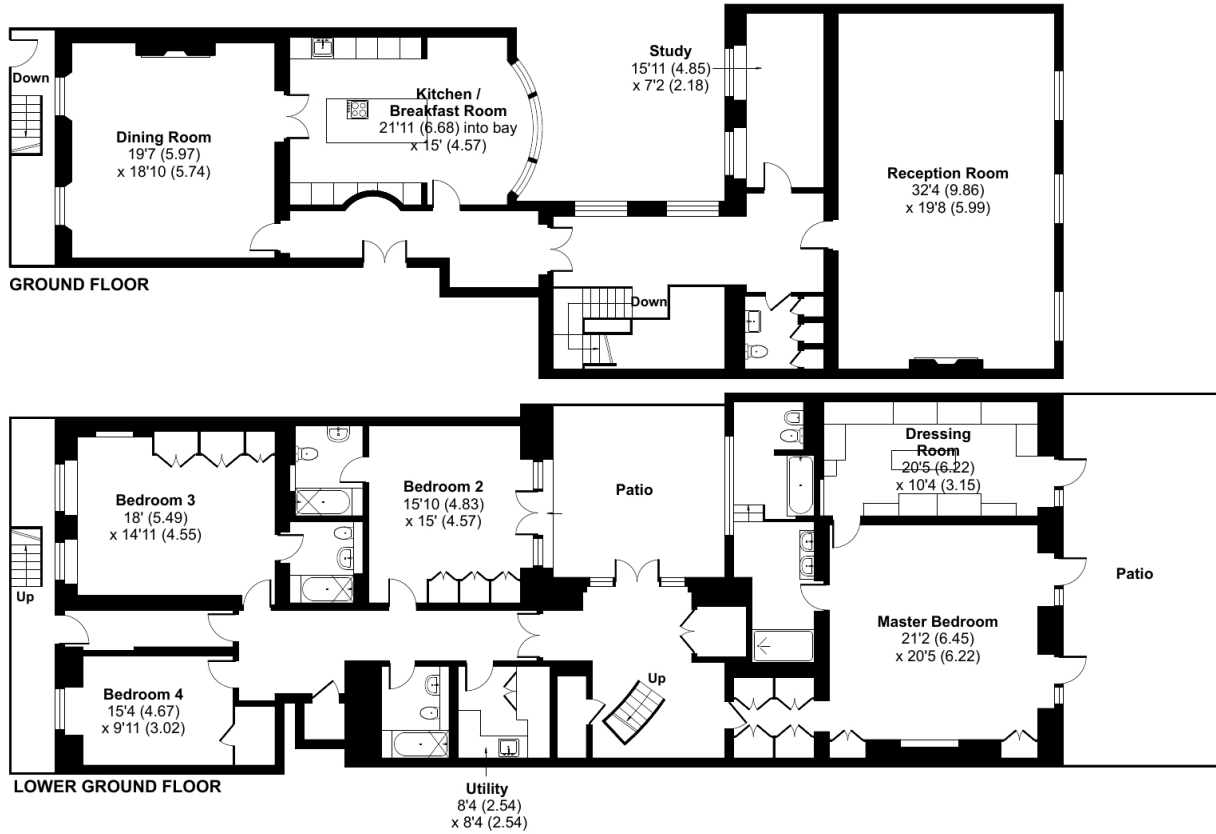 Down
Dining Room
19'7 (5.97)
x 18'10 (5.74)
Kitchen /
Breakfast Room
21'11 (6.68) into bay
x 15' (4.57)
Study
15'11 (4.85)
x 7'2 (2.18)
Reception Room
32'4 (9.86)
x 19'8 (5.99)
Down
GROUND FLOOR
Bedroom 3
18' (5.49)
x 14'11 (4.55)
Bedroom 2
15'10 (4.83)
x 15' (4.57)
Patio
Dressing
Room
20'5 (6.22)
x 10'4 (3.15)
Patio
Up
Master Bedroom
21'2 (6.45)
x 20'5 (6.22)
Bedroom 4
15'4 (4.67)
x 9'11 (3.02)
Up
LOWER GROUND FLOOR
Utility
8'4 (2.54)
x 8'4 (2.54)